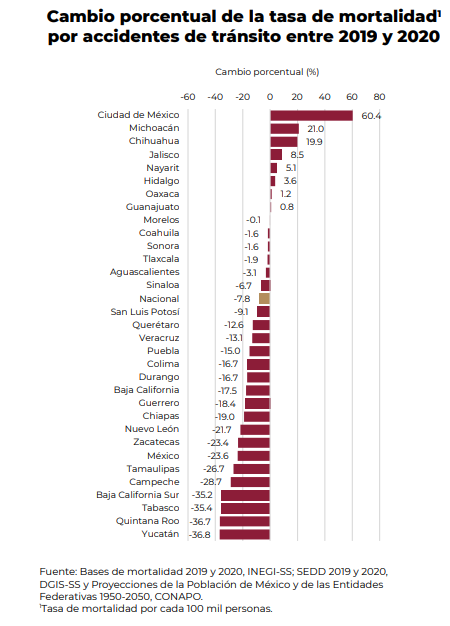 Cambio porcentual de la tasa de mortalidad¹
por accidentes de tránsito entre 2019 y 2020
Cambio porcentual (%)
-60 -40 -20 0 20 40 60 80
Ciudad de México 60.4
Michoacán 21.0
Chihuahua 19.9
Jalisco 8.5
Nayarit 5.1
Hidalgo 3.6
Oaxaca 1.2
Guanajuato 0.8
Morelos -0.1
Coahuila -1.6
Sonora -1.6
Tlaxcala -1.9
Aguascalientes -3.1
Sinaloa -6.7
Nacional -7.8
San Luis Potosí -9.1
Querétaro -12.6
Veracruz -13.1
Puebla -15.0
Colima -16.7
Durango -16.7
Baja California -17.5
Guerrero -18.4
Chiapas -19.0
Nuevo León -21.7
Zacatecas -23.4
México -23.6
Tamaulipas -26.7
Campeche -28.7
Baja California Sur -35.2
Tabasco -35.4
Quintana Roo -36.7
Yucatán -36.8
Fuente: Bases de mortalidad 2019 y 2020, INEGI-SS; SEDD 2019 y 2020,
DGIS-SS y Proyecciones de la Población de México y de las Entidades
Federativas 1950-2050, CONAPO.
¹Tasa de mortalidad por cada 100 mil personas.